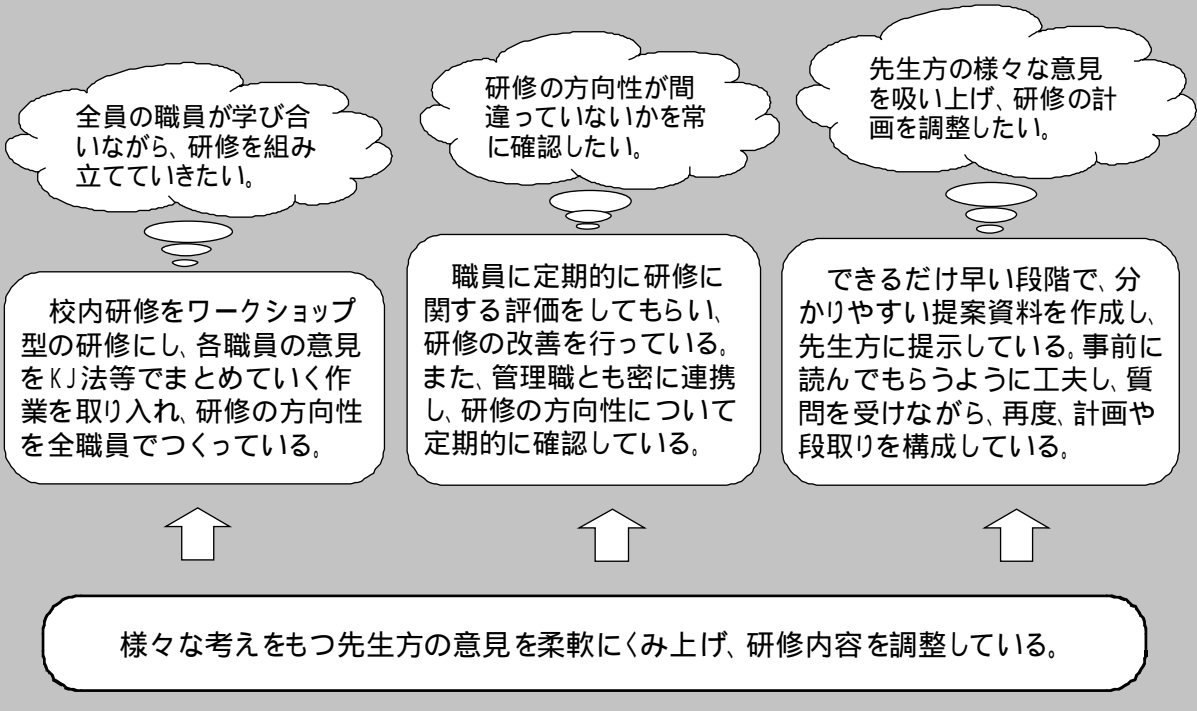 全員の職員が学び合
いながら、研修を組み
立てていきたい。
研修の方向性が間
違っていないかを常
に確認したい。
先生方の様々な意見
を吸い上げ、研修の計
画を調整したい。
校内研修をワークショップ
型の研修にし、各職員の意見
をKJ法等でまとめていく作
業を取り入れ、研修の方向性
を全職員でつくっている。
職員に定期的に研修に
関する評価をしてもらい、
研修の改善を行っている。
また、管理職とも密に連携
し、研修の方向性について
定期的に確認している。
できるだけ早い段階で、分
かりやすい提案資料を作成し、
先生方に提示している。事前に
読んでもらうように工夫し、質
問を受けながら、再度、計画や
段取りを構成している。
様々な考えをもつ先生方の意見を柔軟にくみ上げ、研修内容を調整している。